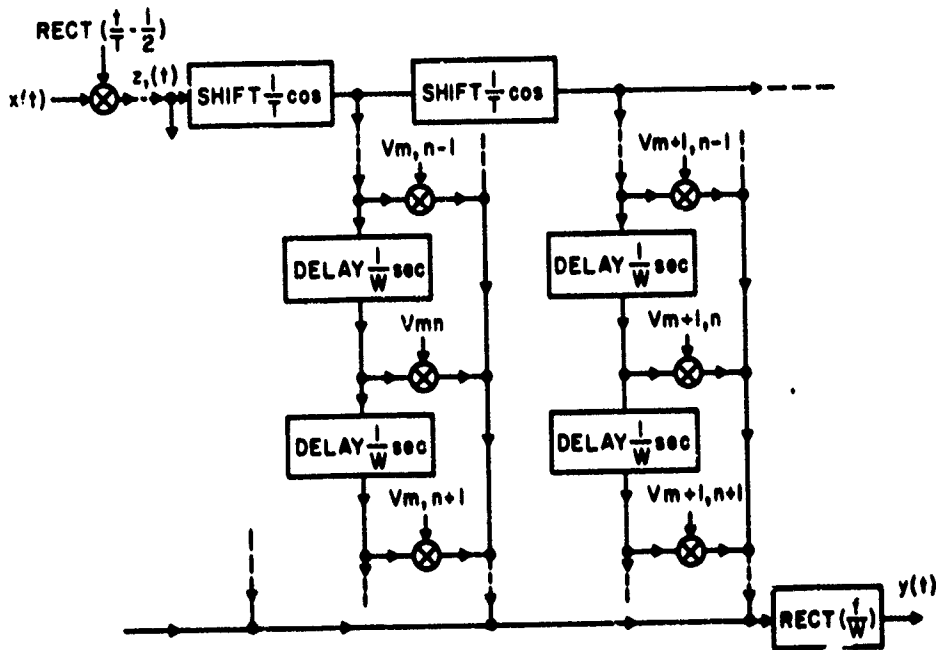 RECT (t/T - 1/2)
x(t)
z,(t)
SHIFT 1/T cos
SHIFT 1/T cos
Vm, n-1
Vm+1, n-1
DELAY 1/W sec
DELAY 1/W sec
Vmn
Vm+1, n
DELAY 1/W sec
DELAY 1/W sec
Vm, n+1
Vm+1, n+1
RECT (f/W)
y(t)